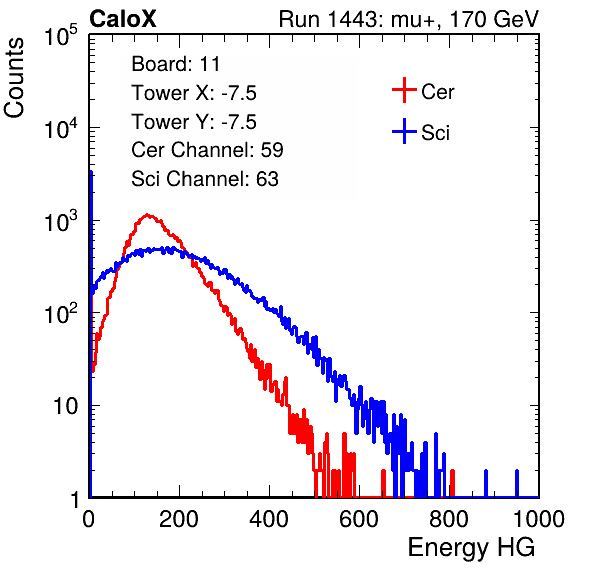 CaloX Run 1443: mu+, 170 GeV
Counts
Board: 11
Tower X: -7.5
Tower Y: -7.5
Cer Channel: 59
Sci Channel: 63
Cer
Sci
10^5
10^4
10^3
10^2
10
1
0 200 400 600 800 1000
Energy HG